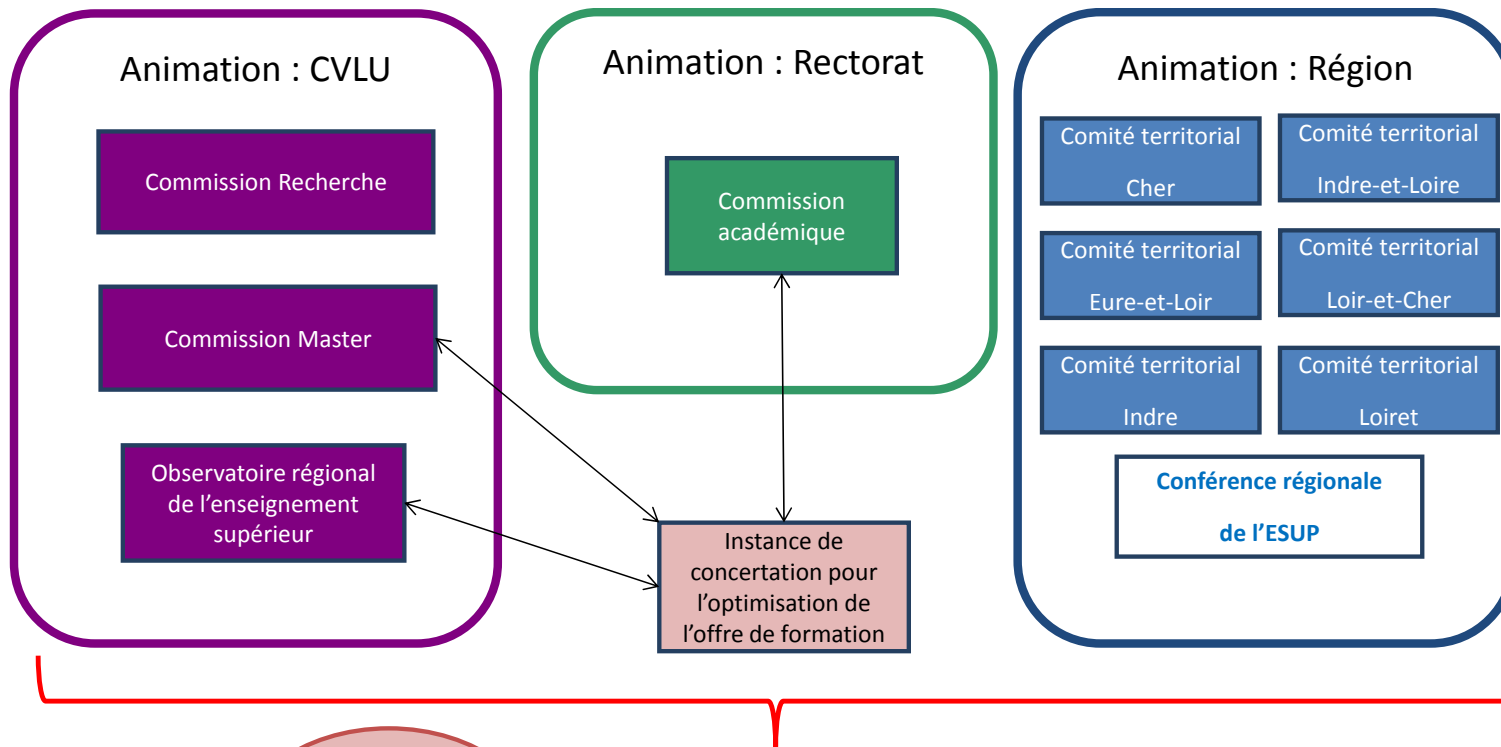 Animation : CVLU
Commission Recherche
Commission Master
Observatoire régional
de l’enseignement
supérieur
Animation : Rectorat
Commission
académique
Instance de
concertation pour
l’optimisation de
l’offre de formation
Animation : Région
Comité territorial
Cher
Comité territorial
Indre-et-Loire
Comité territorial
Eure-et-Loir
Comité territorial
Loir-et-Cher
Comité territorial
Indre
Comité territorial
Loiret
Conférence régionale
de l’ESUP